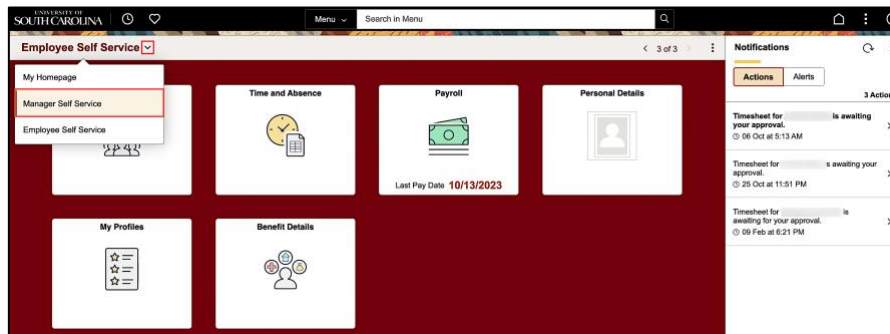 UNIVERSITY OF
SOUTH CAROLINA
Menu
Search in Menu
Employee Self Service
3 of 3
My Homepage
Manager Self Service
Employee Self Service
Time and Absence
Payroll
Last Pay Date 10/13/2023
Personal Details
My Profiles
Benefit Details
Notifications
Actions
Alerts
3 Actio
Timesheet for is awaiting
your approval.
06 Oct at 5:13 AM
Timesheet for s awaiting your
approval.
25 Oct at 11:51 PM
Timesheet for is
awaiting for your approval.
09 Feb at 6:21 PM